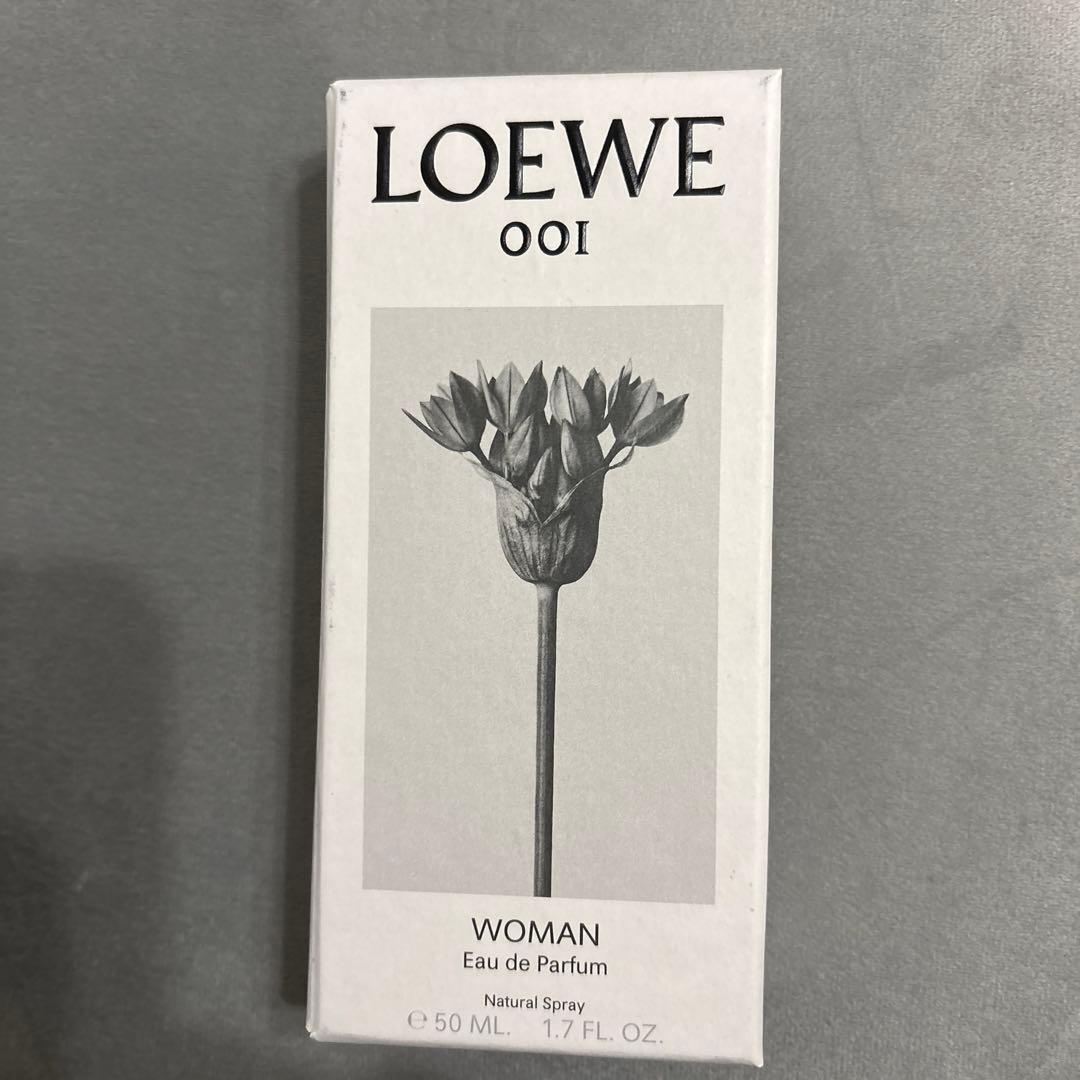 LOEWE
001
WOMAN
Eau de Parfum
Natural Spray
℮ 50 ML. 1.7 FL. OZ.